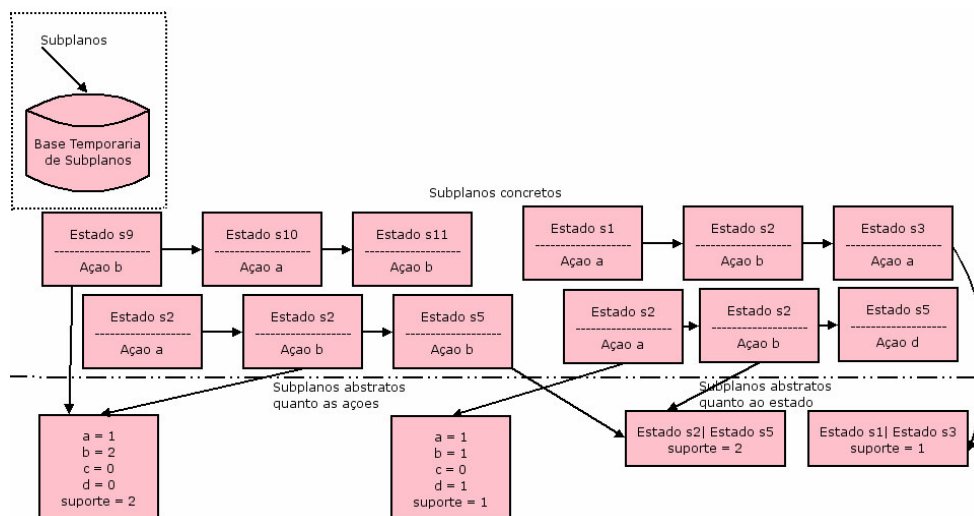 Subplanos
Base Temporaria
de Subplanos
Subplanos concretos
Estado s9
--------------
Açao b
Estado s10
--------------
Açao a
Estado s11
--------------
Açao b
Estado s1
--------------
Açao a
Estado s2
--------------
Açao b
Estado s3
--------------
Açao a
Estado s2
--------------
Açao a
Estado s2
--------------
Açao b
Estado s5
--------------
Açao b
Estado s2
--------------
Açao a
Estado s2
--------------
Açao b
Estado s5
--------------
Açao d
Subplanos abstratos
quanto as açoes
Subplanos abstratos
quanto ao estado
a = 1
b = 2
c = 0
d = 0
suporte = 2
a = 1
b = 1
c = 0
d = 1
suporte = 1
Estado s2| Estado s5
suporte = 2
Estado s1| Estado s3
suporte = 1